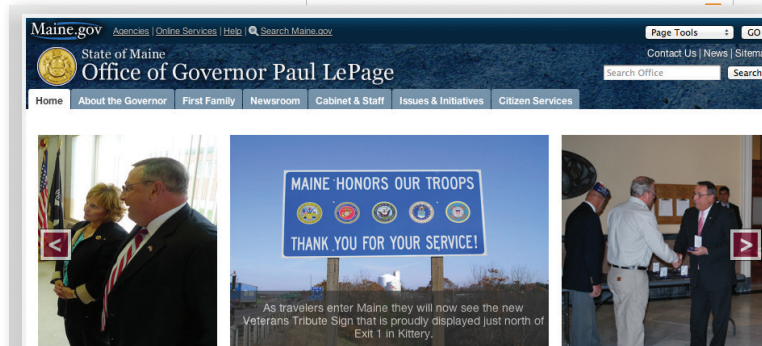 Maine.gov Agencies | Online Services | Help | Search Maine.gov Page Tools GO
State of Maine Contact Us | News | Sitema
Office of Governor Paul LePage Search Office Search
Home About the Governor First Family Newsroom Cabinet & Staff Issues & Initiatives Citizen Services
MAINE HONORS OUR TROOPS
THANK YOU FOR YOUR SERVICE!
< >
As travelers enter Maine they will now see the new
Veterans Tribute Sign that is proudly displayed just north of
Exit 1 in Kittery.